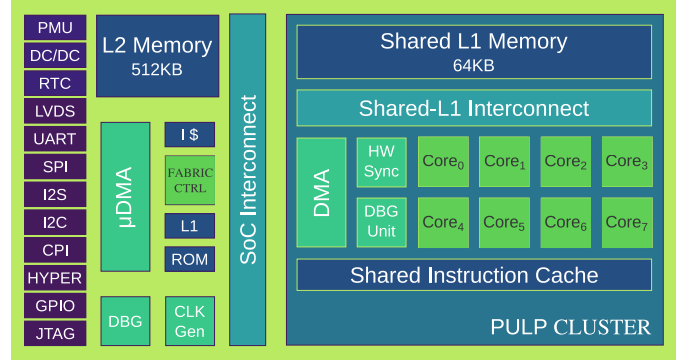 PMU
DC/DC
RTC
LVDS
UART
SPI
I2S
I2C
CPI
HYPER
GPIO
JTAG
L2 Memory
512KB
μDMA
I $
FABRIC
CTRL
L1
ROM
DBG
CLK
Gen
SoC Interconnect
Shared L1 Memory
64KB
Shared-L1 Interconnect
DMA
HW
Sync
Core₀
Core₁
Core₂
Core₃
DBG
Unit
Core₄
Core₅
Core₆
Core₇
Shared Instruction Cache
PULP CLUSTER